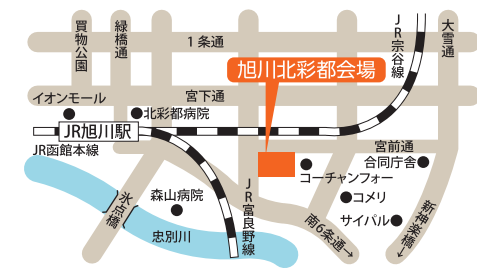 買物公園
緑橋通
1条通
JR宗谷線
大雪通
旭川北彩都会場
イオンモール
宮下通
北彩都病院
JR旭川駅
JR函館本線
宮前通
合同庁舎
コーチャンフォー
氷点橋
森山病院
忠別川
JR富良野線
コメリ
サイパル
南6条通→
新神楽橋→